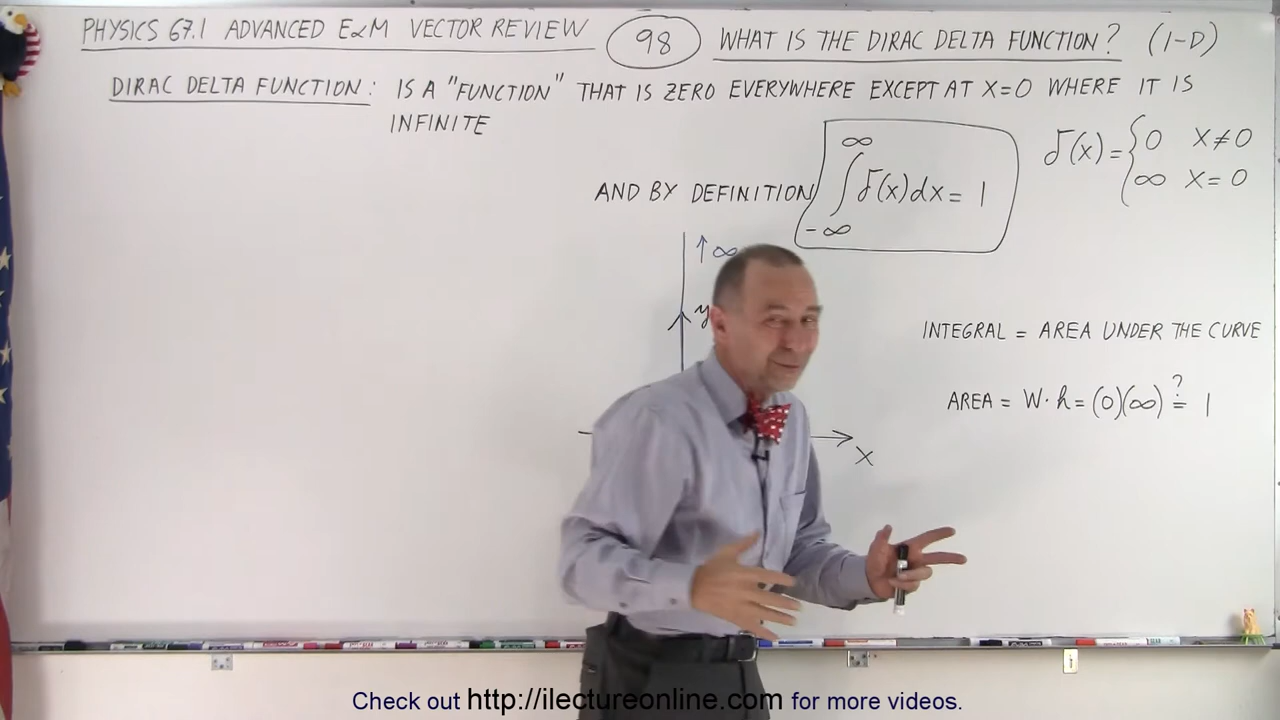 PHYSICS 67.1 ADVANCED E&M VECTOR REVIEW 98 WHAT IS THE DIRAC DELTA FUNCTION? (1-D)
DIRAC DELTA FUNCTION: IS A "FUNCTION" THAT IS ZERO EVERYWHERE EXCEPT AT X=0 WHERE IT IS
INFINITE
δ(x) = { 0 X≠0
∞ X=0
AND BY DEFINITION ∫_{-∞}^{∞} δ(x)dx = 1
↑∞
y
INTEGRAL = AREA UNDER THE CURVE
AREA = W·h = (0)(∞) ?= 1
X
Check out http://ilectureonline.com for more videos.